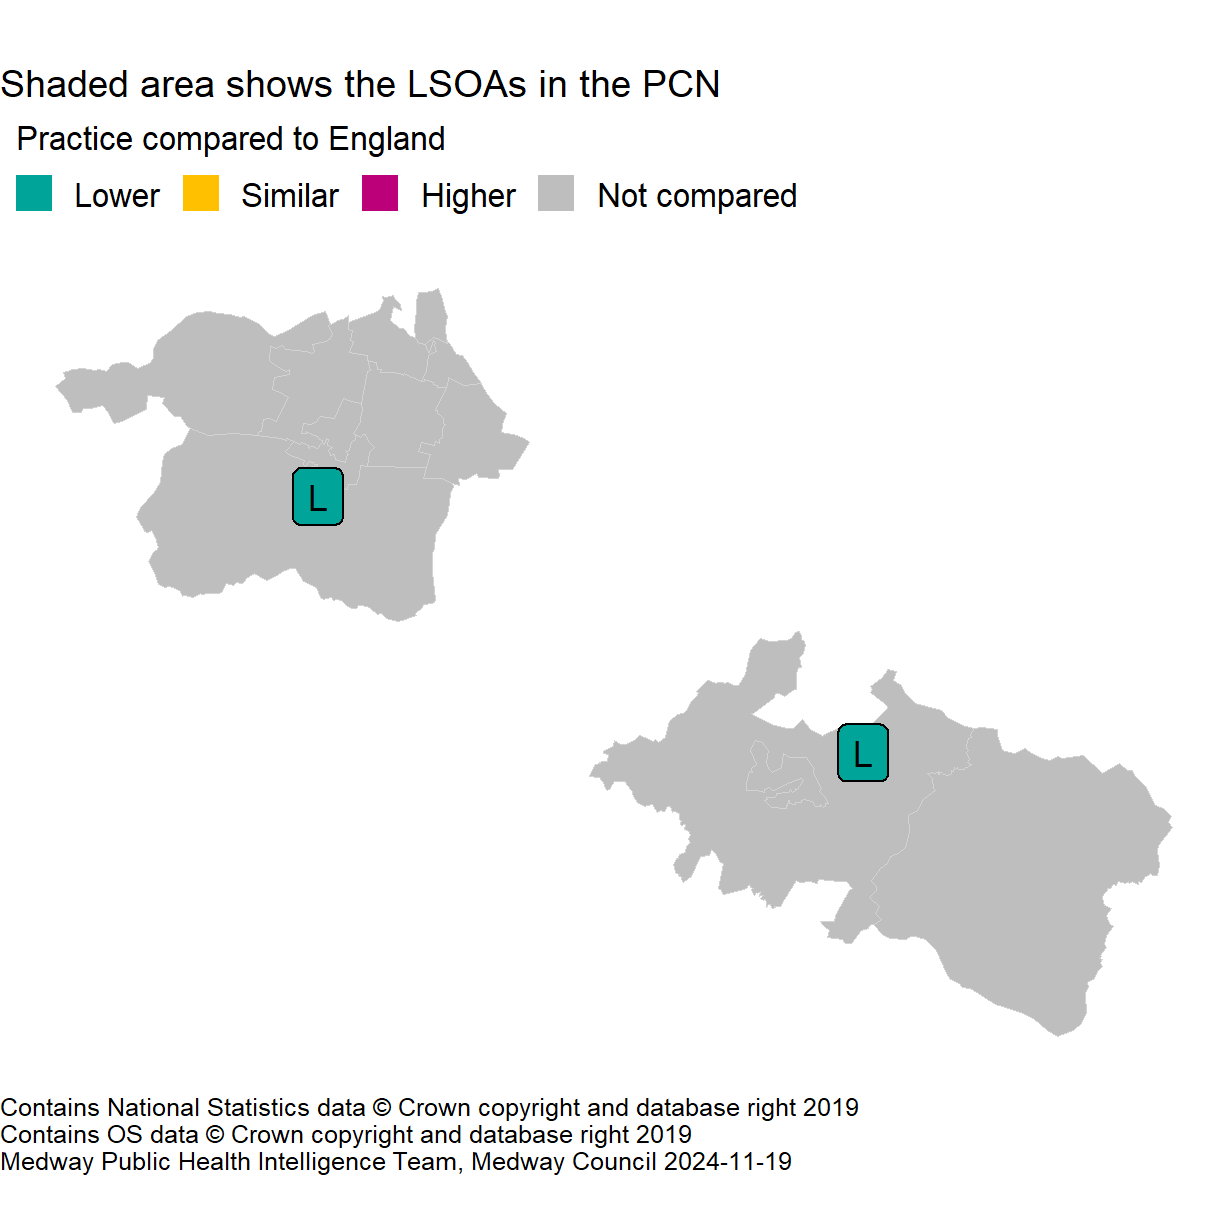 Shaded area shows the LSOAs in the PCN
Practice compared to England
Lower Similar Higher Not compared
L
L
Contains National Statistics data © Crown copyright and database right 2019
Contains OS data © Crown copyright and database right 2019
Medway Public Health Intelligence Team, Medway Council 2024-11-19